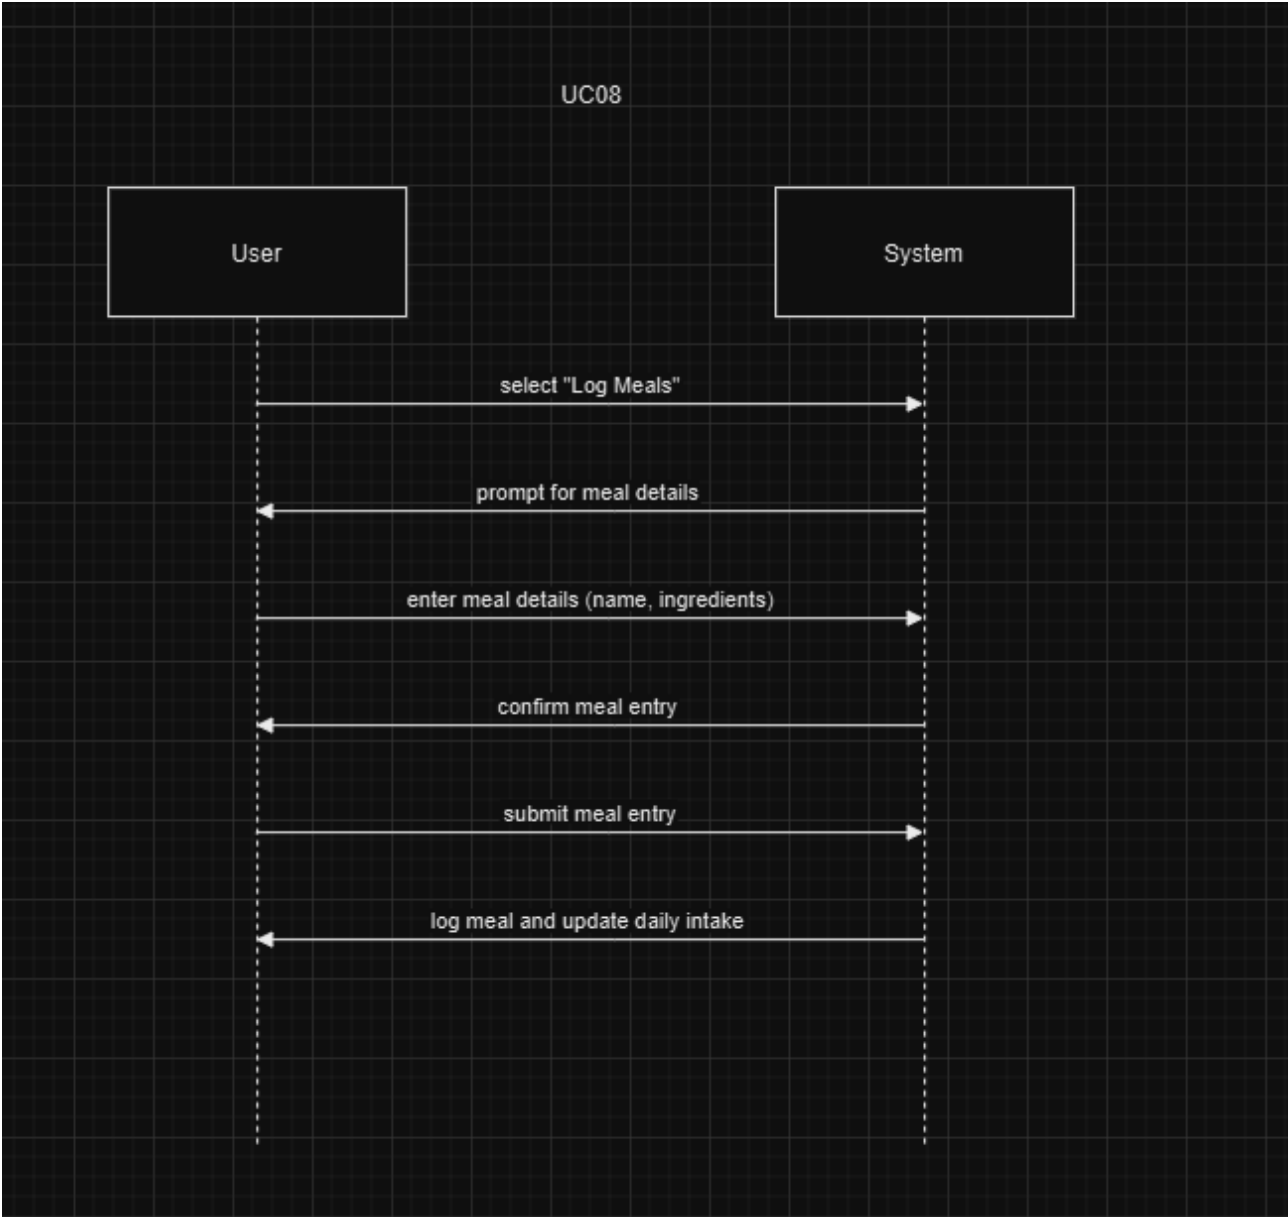 UC08
User
System
select "Log Meals"
prompt for meal details
enter meal details (name, ingredients)
confirm meal entry
submit meal entry
log meal and update daily intake